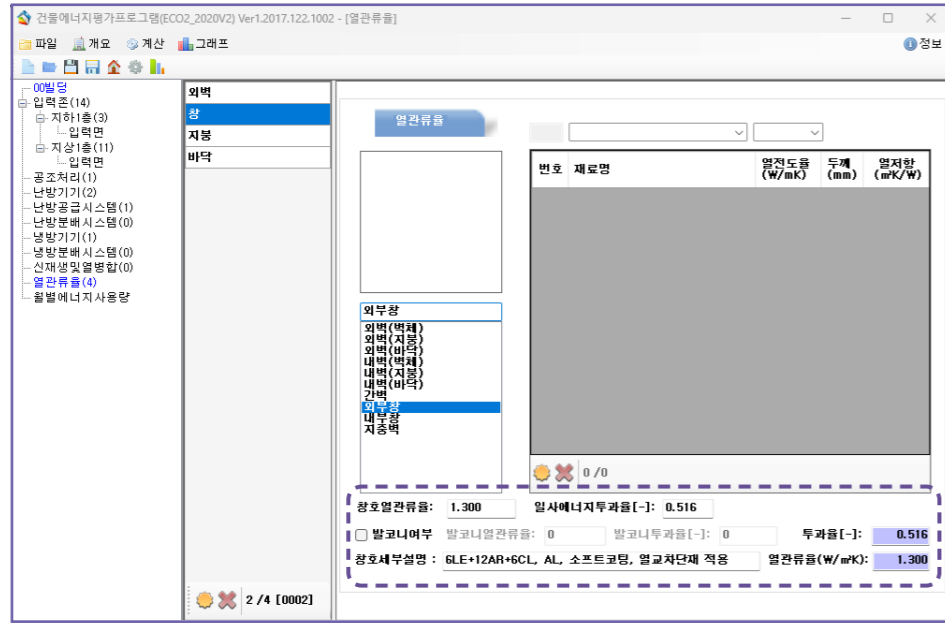 건물에너지평가프로그램(ECO2_2020V2) Ver1.2017.122.1002 - [열관류율]
파일 개요 계산 그래프 정보
00빌딩
입력존(14)
지하1층(3)
입력면
지상1층(11)
입력면
공조처리(1)
난방기기(2)
난방공급시스템(1)
난방분배시스템(0)
냉방기기(1)
냉방분배시스템(0)
신재생및열병합(0)
열관류율(4)
월별에너지사용량
외벽
창
지붕
바닥
2 /4 [0002]
열관류율
번호 재료명 열전도율 두께 열저항
(W/mK) (mm) (㎡K/W)
외부창
외벽(벽체)
외벽(지붕)
외벽(바닥)
내벽(벽체)
내벽(지붕)
내벽(바닥)
간벽
외부창
내부창
지중벽
0 /0
창호열관류율: 1.300 일사에너지투과율[-]: 0.516
발코니여부 발코니열관류율: 0 발코니투과율[-]: 0 투과율[-]: 0.516
창호세부설명 : 6LE+12AR+6CL, AL, 소프트코팅, 열교차단재 적용 열관류율(W/㎡K): 1.300